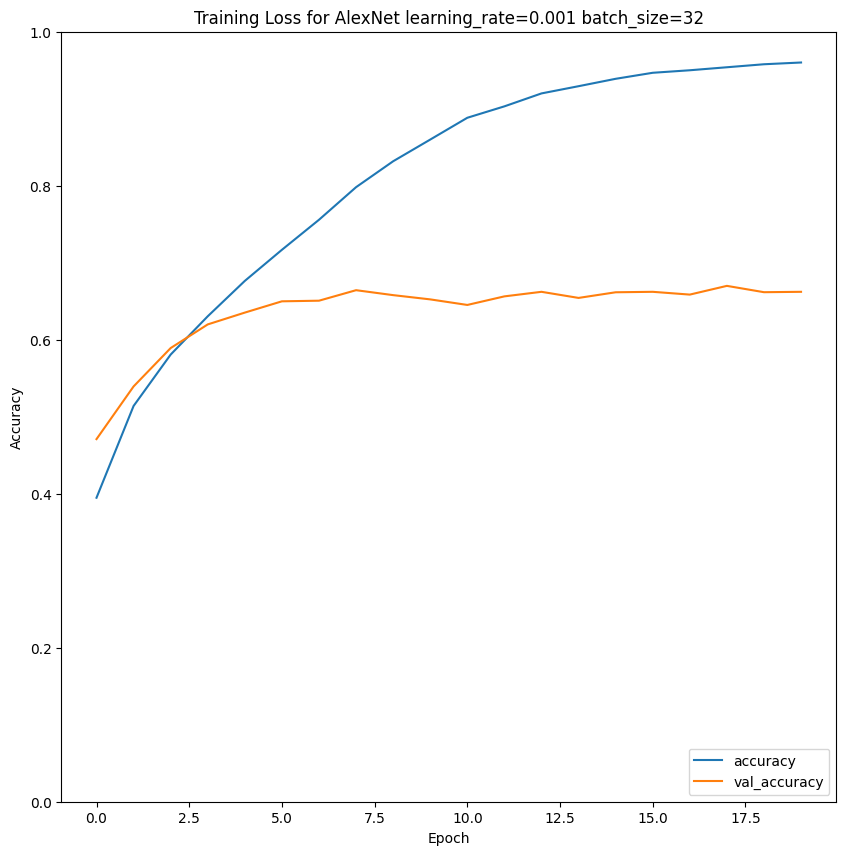 Training Loss for AlexNet learning_rate=0.001 batch_size=32
1.0
0.8
0.6
0.4
0.2
0.0
Accuracy
0.0 2.5 5.0 7.5 10.0 12.5 15.0 17.5
Epoch
accuracy
val_accuracy